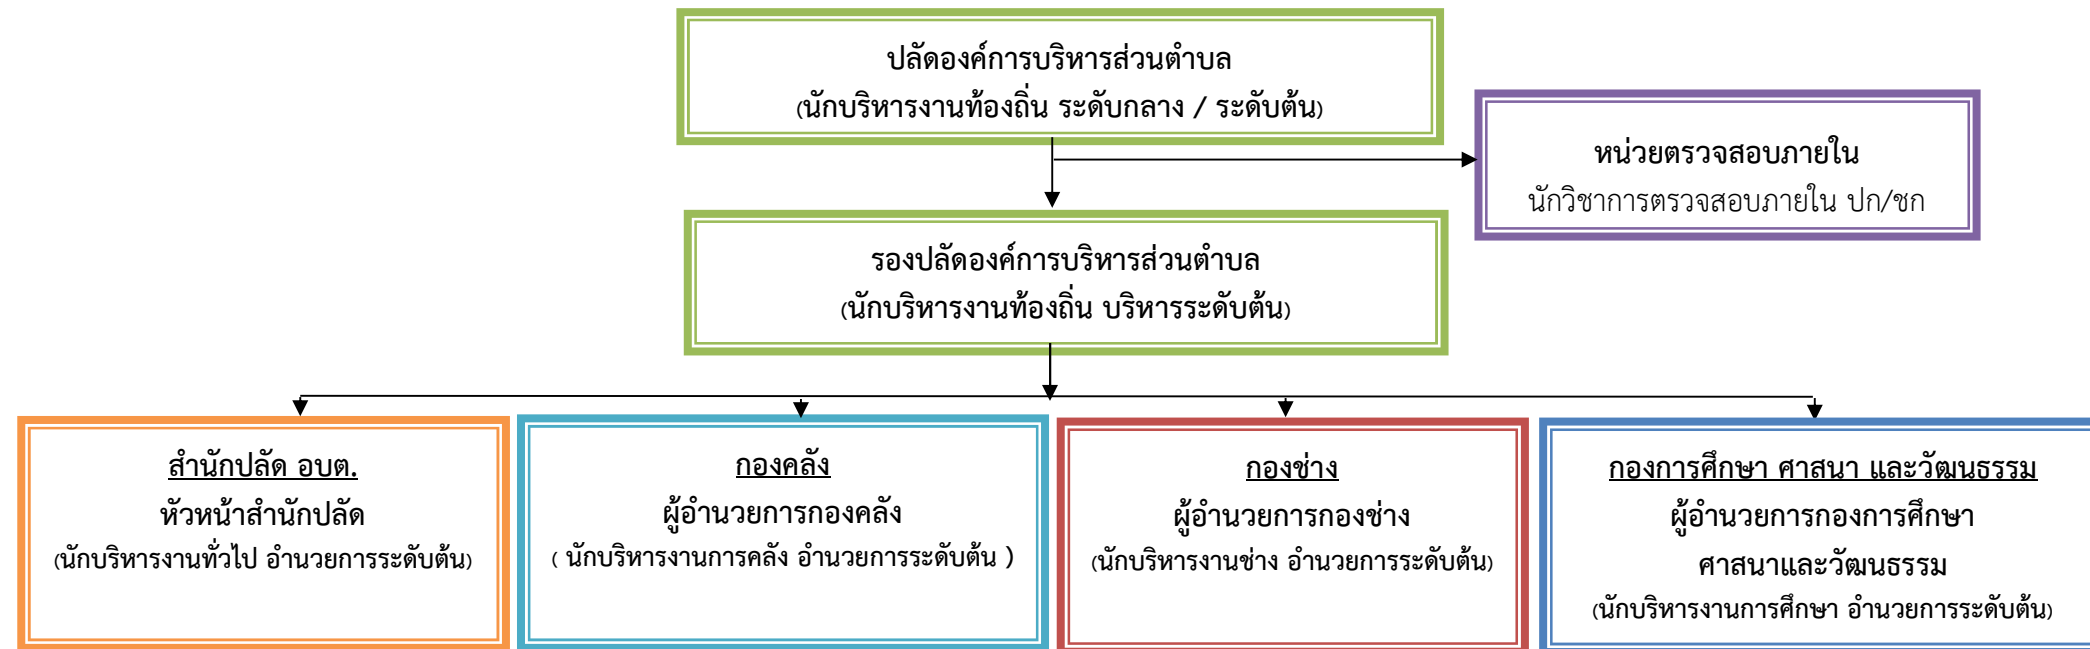 ปลัดองค์การบริหารส่วนตำบล
(นักบริหารงานท้องถิ่น ระดับกลาง / ระดับต้น)
หน่วยตรวจสอบภายใน
นักวิชาการตรวจสอบภายใน ปก/ชก
รองปลัดองค์การบริหารส่วนตำบล
(นักบริหารงานท้องถิ่น บริหารระดับต้น)
สำนักปลัด อบต.
หัวหน้าสำนักปลัด
(นักบริหารงานทั่วไป อำนวยการระดับต้น)
กองคลัง
ผู้อำนวยการกองคลัง
( นักบริหารงานการคลัง อำนวยการระดับต้น )
กองช่าง
ผู้อำนวยการกองช่าง
(นักบริหารงานช่าง อำนวยการระดับต้น)
กองการศึกษา ศาสนา และวัฒนธรรม
ผู้อำนวยการกองการศึกษา
ศาสนาและวัฒนธรรม
(นักบริหารงานการศึกษา อำนวยการระดับต้น)